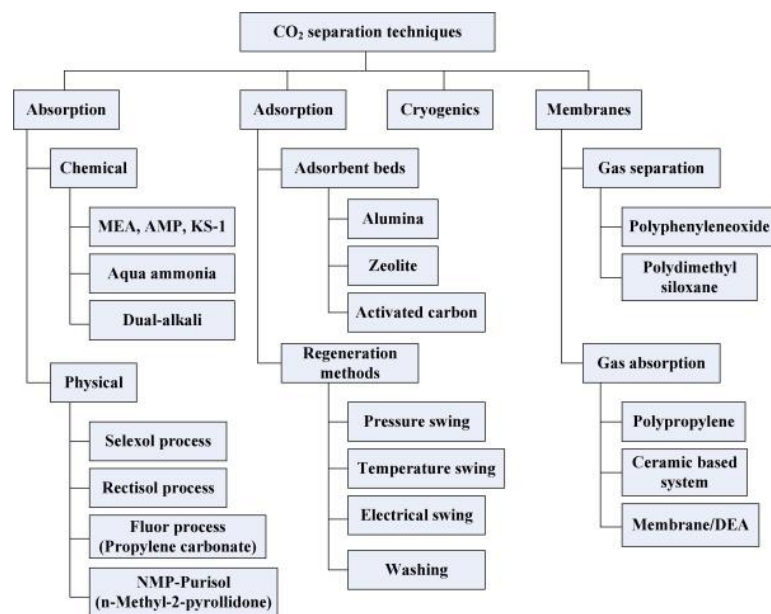 CO₂ separation techniques
Absorption
Adsorption
Cryogenics
Membranes
Chemical
MEA, AMP, KS-1
Aqua ammonia
Dual-alkali
Physical
Selexol process
Rectisol process
Fluor process
(Propylene carbonate)
NMP-Purisol
(n-Methyl-2-pyrollidone)
Adsorbent beds
Alumina
Zeolite
Activated carbon
Regeneration
methods
Pressure swing
Temperature swing
Electrical swing
Washing
Gas separation
Polyphenyleneoxide
Polydimethyl
siloxane
Gas absorption
Polypropylene
Ceramic based
system
Membrane/DEA